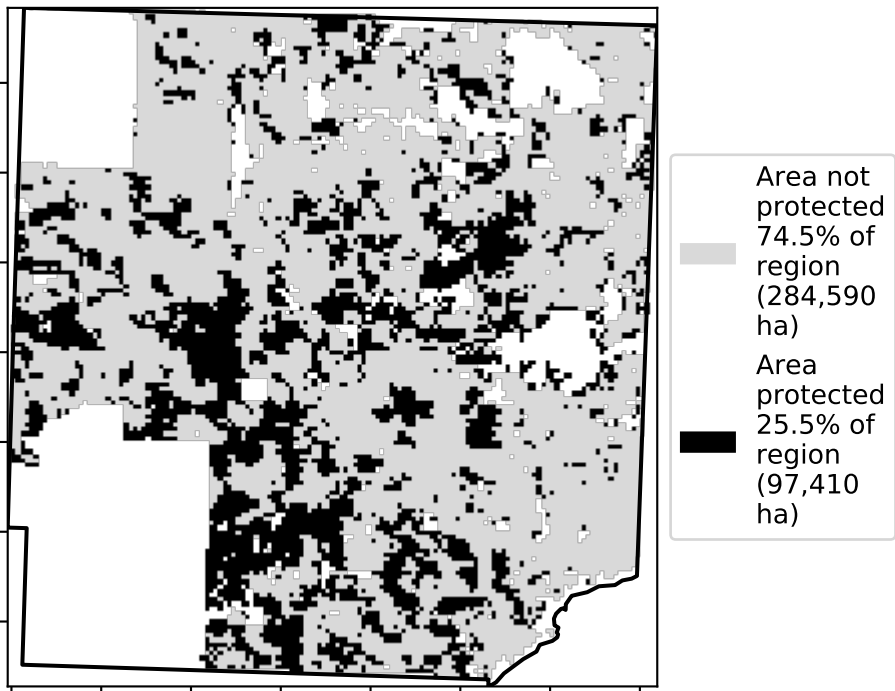 Area not
protected
74.5% of
region
(284,590
ha)
Area
protected
25.5% of
region
(97,410
ha)